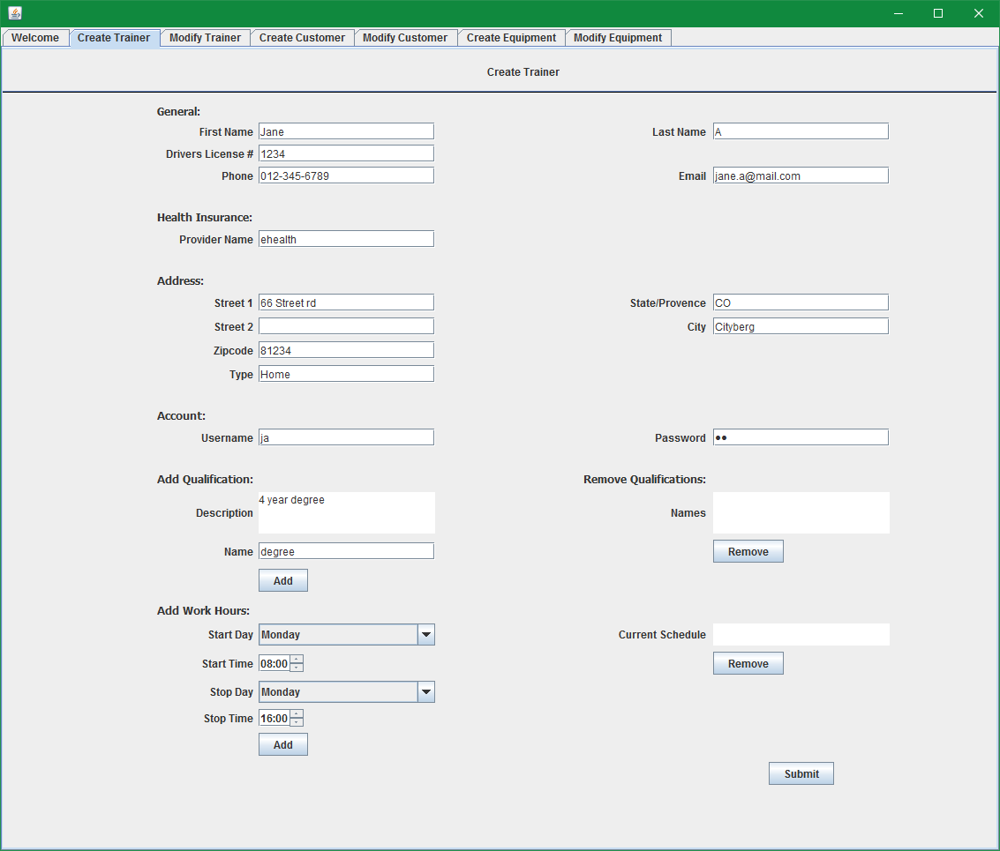 Welcome Create Trainer Modify Trainer Create Customer Modify Customer Create Equipment Modify Equipment
Create Trainer
General:
First Name Jane Last Name A
Drivers License # 1234
Phone 012-345-6789 Email jane.a@mail.com
Health Insurance:
Provider Name ehealth
Address:
Street 1 66 Street rd State/Provence CO
Street 2 City Cityberg
Zipcode 81234
Type Home
Account:
Username ja Password ●●
Add Qualification: Remove Qualifications:
4 year degree
Description Names
Name degree Remove
Add
Add Work Hours:
Start Day Monday Current Schedule
Start Time 08:00 Remove
Stop Day Monday
Stop Time 16:00
Add
Submit